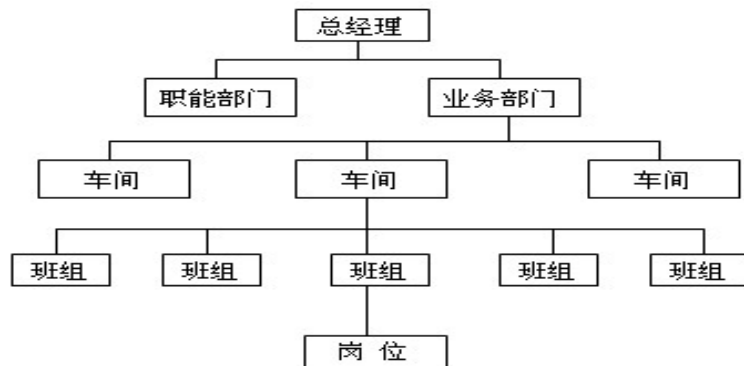 总经理
职能部门 业务部门
车间 车间 车间
班组 班组 班组 班组 班组
岗 位